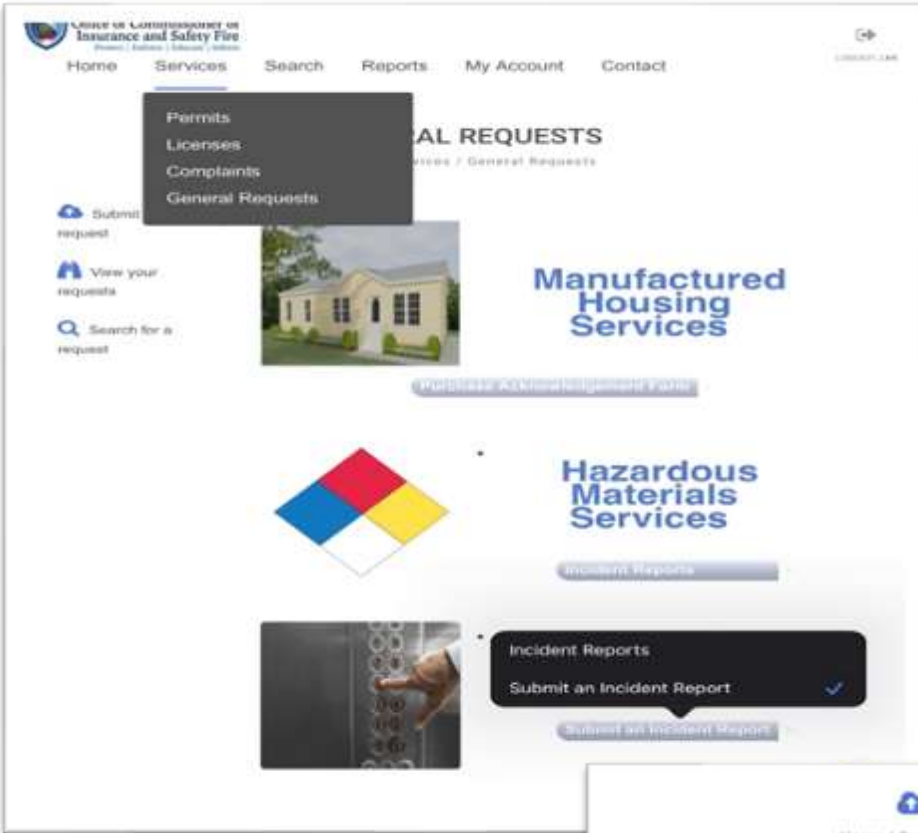 Office of Commissioner of
Insurance and Safety Fire
Home Services Search Reports My Account Contact
Permits
Licenses
Complaints
General Requests
AL REQUESTS
/ General Requests
Submit
request
View your
requests
Search for a
request
Manufactured
Housing
Services
Purchase Acknowledgement Form
Hazardous
Materials
Services
Incident Reports
Incident Reports
Submit an Incident Report
Submit an Incident Report